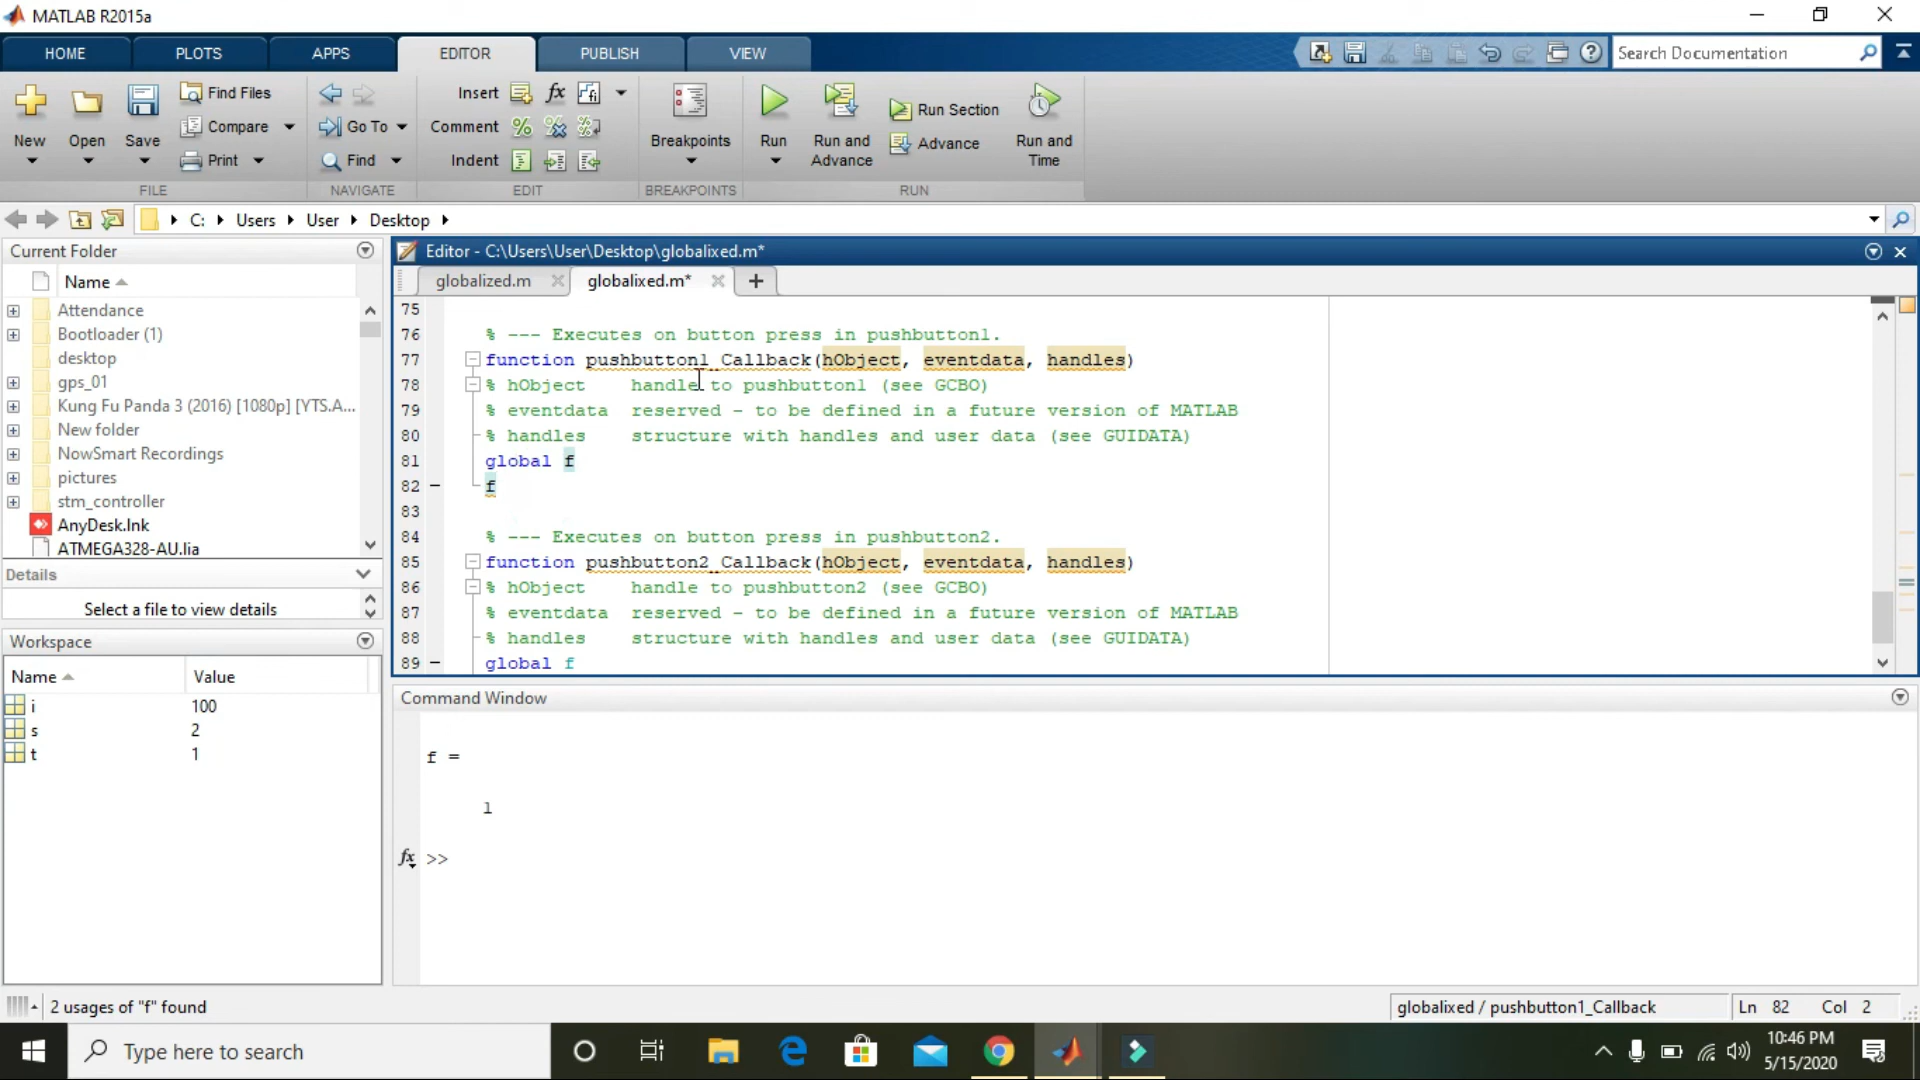 MATLAB R2015a
HOME
PLOTS
APPS
EDITOR
PUBLISH
VIEW
Search Documentation
New
Open
Save
Find Files
Compare
Print
FILE
Go To
Find
NAVIGATE
Insert
fx
Comment
Indent
EDIT
Breakpoints
BREAKPOINTS
Run
Run and Advance
Run Section
Advance
Run and Time
RUN
C:
Users
User
Desktop
Current Folder
Name
Attendance
Bootloader (1)
desktop
gps_01
Kung Fu Panda 3 (2016) [1080p] [YTS.A...
New folder
NowSmart Recordings
pictures
stm_controller
AnyDesk.lnk
ATMEGA328-AU.lia
Details
Select a file to view details
Workspace
Name Value
i 100
s 2
t 1
Editor - C:\Users\User\Desktop\globalixed.m*
globalized.m
globalixed.m*
75
76 % --- Executes on button press in pushbutton1.
77 function pushbutton1_Callback(hObject, eventdata, handles)
78 % hObject    handle to pushbutton1 (see GCBO)
79 % eventdata  reserved - to be defined in a future version of MATLAB
80 % handles    structure with handles and user data (see GUIDATA)
81 global f
82 f
83
84 % --- Executes on button press in pushbutton2.
85 function pushbutton2_Callback(hObject, eventdata, handles)
86 % hObject    handle to pushbutton2 (see GCBO)
87 % eventdata  reserved - to be defined in a future version of MATLAB
88 % handles    structure with handles and user data (see GUIDATA)
89 global f
Command Window
f =
1
fx >>
2 usages of "f" found
globalixed / pushbutton1_Callback
Ln 82 Col 2
Type here to search
10:46 PM
5/15/2020